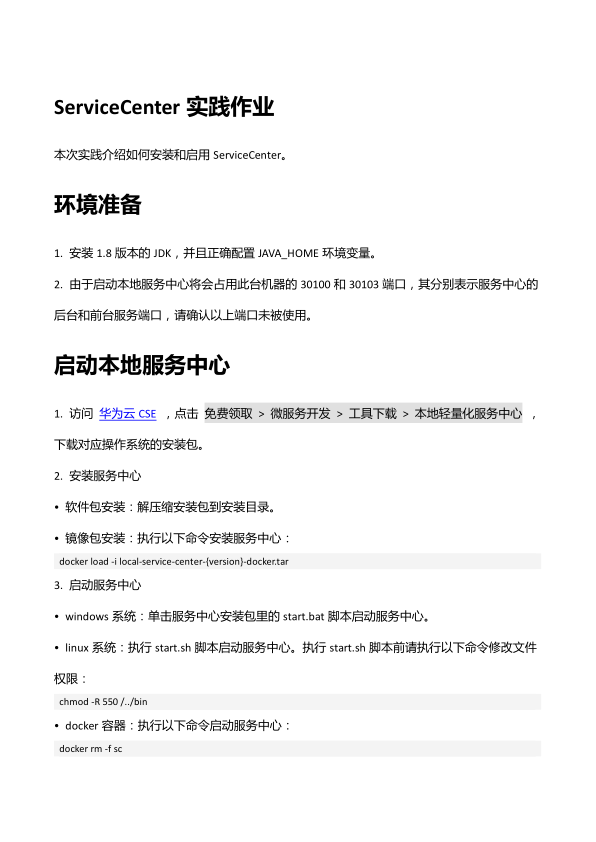 ServiceCenter 实践作业
本次实践介绍如何安装和启用 ServiceCenter。
环境准备
1. 安装 1.8 版本的 JDK，并且正确配置 JAVA_HOME 环境变量。
2. 由于启动本地服务中心将会占用此台机器的 30100 和 30103 端口，其分别表示服务中心的
后台和前台服务端口，请确认以上端口未被使用。
启动本地服务中心
1. 访问 华为云 CSE ，点击 免费领取 > 微服务开发 > 工具下载 > 本地轻量化服务中心 ，
下载对应操作系统的安装包。
2. 安装服务中心
• 软件包安装：解压缩安装包到安装目录。
• 镜像包安装：执行以下命令安装服务中心：
docker load -i local-service-center-{version}-docker.tar
3. 启动服务中心
• windows 系统：单击服务中心安装包里的 start.bat 脚本启动服务中心。
• linux 系统：执行 start.sh 脚本启动服务中心。执行 start.sh 脚本前请执行以下命令修改文件
权限：
chmod -R 550 /../bin
• docker 容器：执行以下命令启动服务中心：
docker rm -f sc